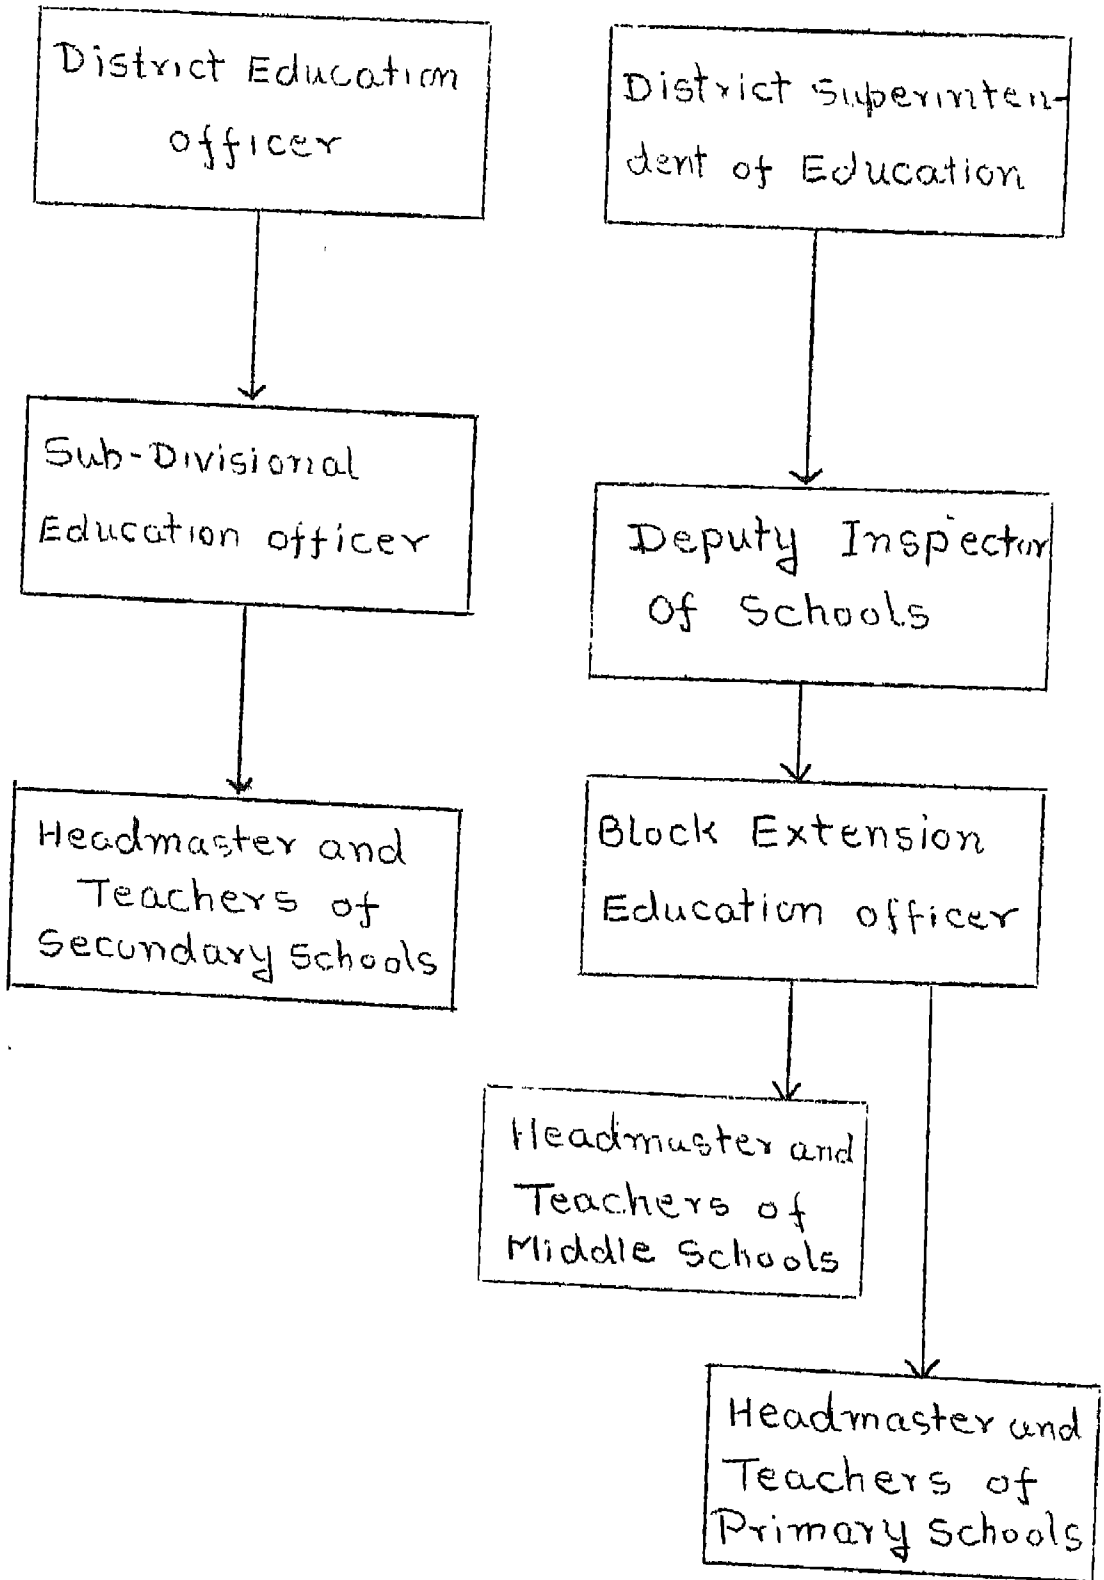 District Education
officer
District Superinten-
dent of Education
Sub-Divisional
Education officer
Deputy Inspector
Of Schools
Headmaster and
Teachers of
Secondary Schools
Block Extension
Education officer
Headmaster and
Teachers of
Middle Schools
Headmaster and
Teachers of
Primary Schools